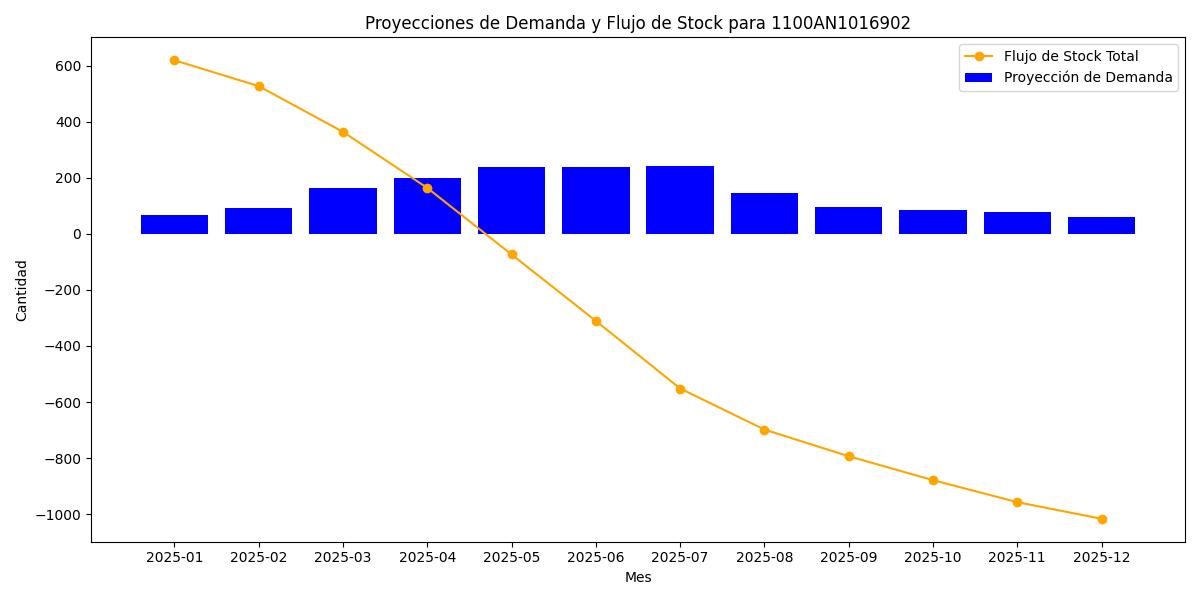 Proyecciones de Demanda y Flujo de Stock para 1100AN1016902
Flujo de Stock Total
Proyección de Demanda
Cantidad
600
400
200
0
−200
−400
−600
−800
−1000
2025-01 2025-02 2025-03 2025-04 2025-05 2025-06 2025-07 2025-08 2025-09 2025-10 2025-11 2025-12
Mes